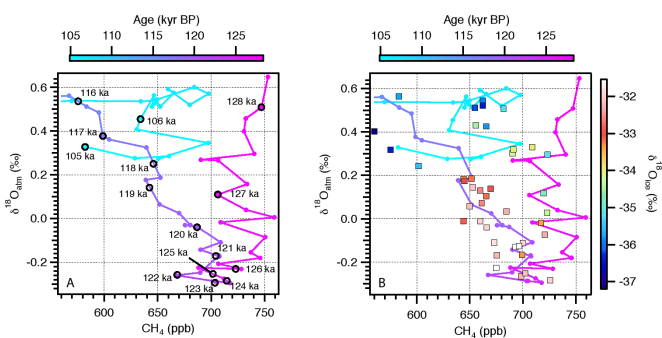 Age (kyr BP)
105 110 115 120 125
Age (kyr BP)
105 110 115 120 125
0.6
0.4
0.2
0.0
-0.2
δ¹⁸Oatm (‰)
116 ka
128 ka
106 ka
117 ka
105 ka
118 ka
119 ka
127 ka
120 ka
125 ka
121 ka
126 ka
122 ka
123 ka
124 ka
A
600 650 700 750
CH₄ (ppb)
0.6
0.4
0.2
0.0
-0.2
δ¹⁸Oatm (‰)
B
600 650 700 750
CH₄ (ppb)
-32
-33
-34
-35
-36
-37
δ¹⁸Oice (‰)